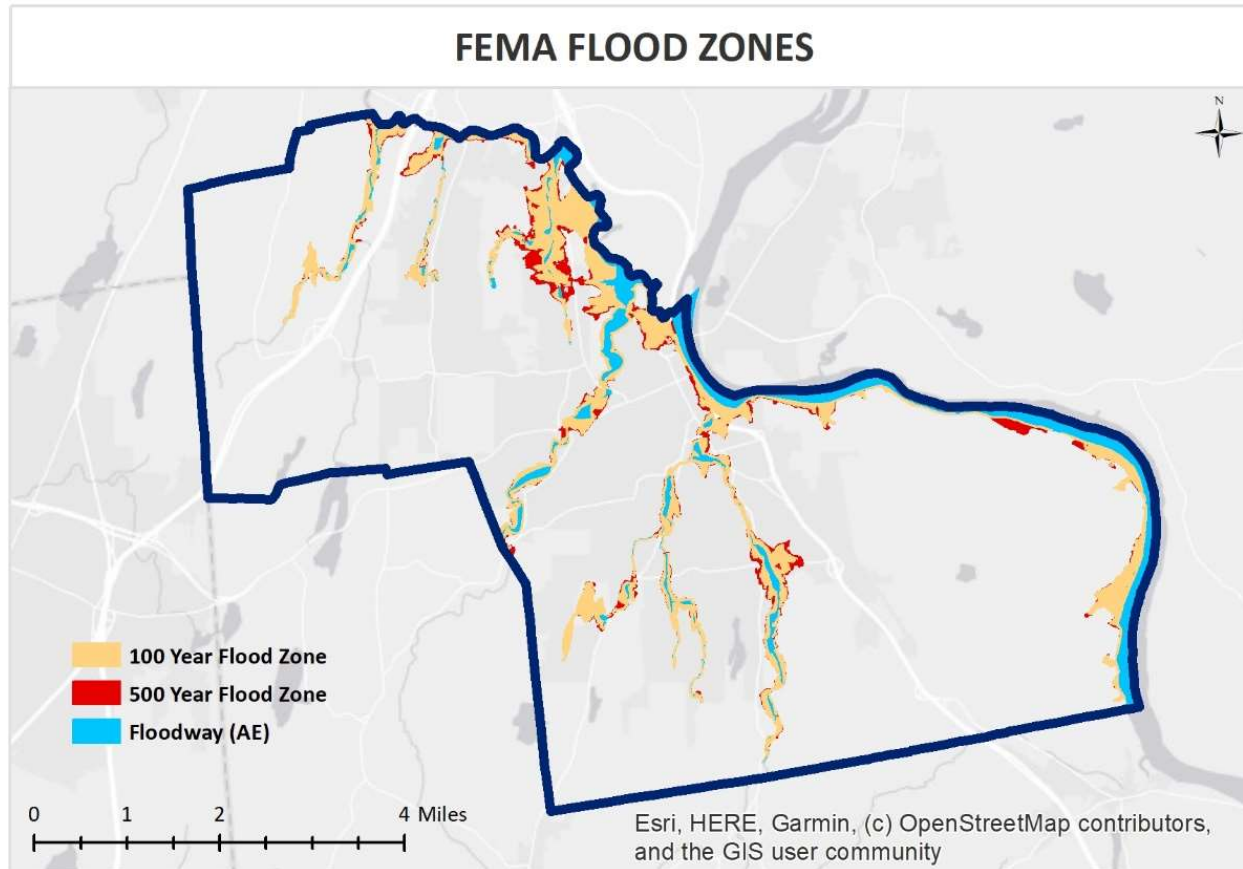 FEMA FLOOD ZONES
N
100 Year Flood Zone
500 Year Flood Zone
Floodway (AE)
0 1 2 4 Miles
Esri, HERE, Garmin, (c) OpenStreetMap contributors,
and the GIS user community